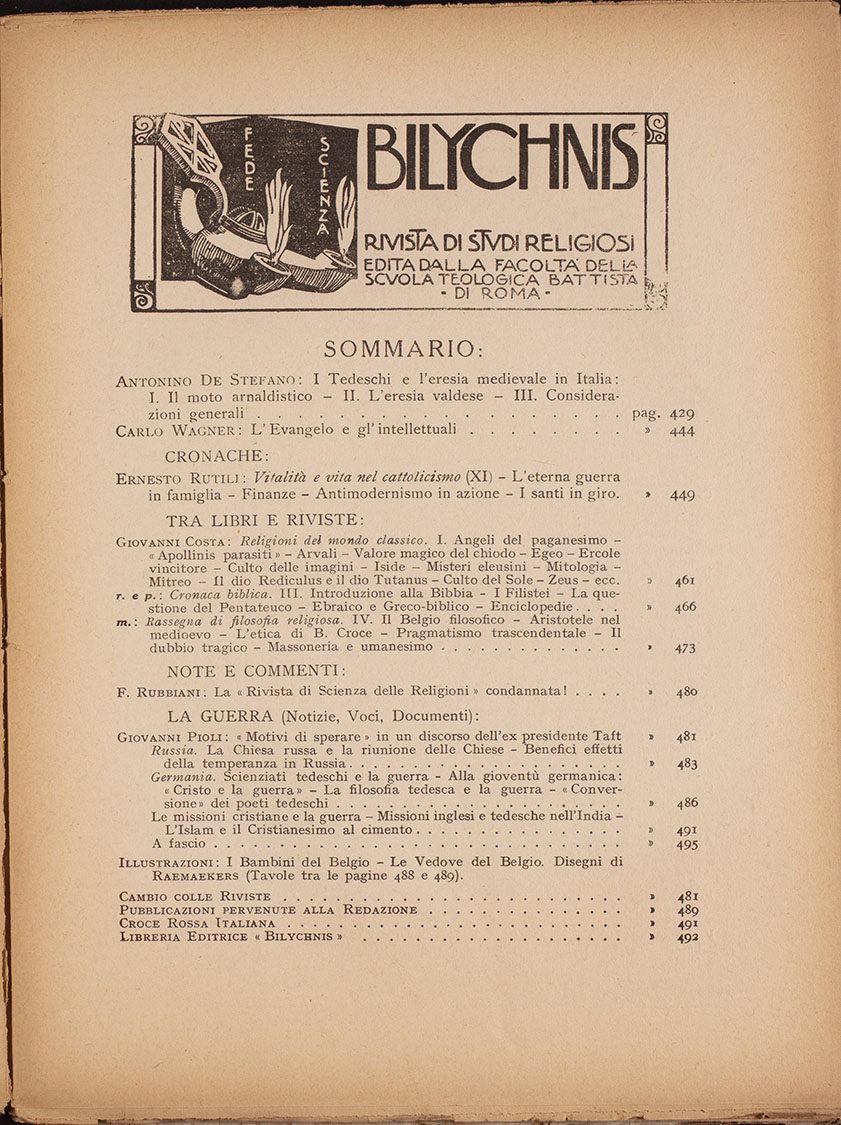 FEDE
SCIENZA
BILYCHNIS
RIVISTA DI STVDI RELIGIOSI
EDITA DALLA FACOLTA' DELLA
SCVOLA TEOLOGICA BATTISTA
- DI ROMA -
SOMMARIO:
ANTONINO DE STEFANO: I Tedeschi e l'eresia medievale in Italia:
I. Il moto arnaldistico – II. L'eresia valdese – III. Considera-
zioni generali . . . . . . . . . . . . . . . . . . pag. 429
CARLO WAGNER: L'Evangelo e gl'intellettuali . . . . . . . . » 444
CRONACHE:
ERNESTO RUTILI: Vitalità e vita nel cattolicismo (XI) – L'eterna guerra
in famiglia – Finanze – Antimodernismo in azione – I santi in giro. » 449
TRA LIBRI E RIVISTE:
GIOVANNI COSTA: Religioni del mondo classico. I. Angeli del paganesimo –
« Apollinis parasiti » – Arvali – Valore magico del chiodo – Egeo – Ercole
vincitore – Culto delle imagini – Iside – Misteri eleusini – Mitologia –
Mitreo – Il dio Rediculus e il dio Tutanus – Culto del Sole – Zeus – ecc. » 461
r. e p.: Cronaca biblica. III. Introduzione alla Bibbia – I Filistei – La que-
stione del Pentateuco – Ebraico e Greco-biblico – Enciclopedie. . . . » 466
m.: Rassegna di filosofia religiosa. IV. Il Belgio filosofico – Aristotele nel
medioevo – L'etica di B. Croce – Pragmatismo trascendentale – Il
dubbio tragico – Massoneria e umanesimo . . . . . . . . . . . . . . » 473
NOTE E COMMENTI:
F. RUBBIANI: La « Rivista di Scienza delle Religioni » condannata! . . . . » 480
LA GUERRA (Notizie, Voci, Documenti):
GIOVANNI PIOLI: « Motivi di sperare » in un discorso dell'ex presidente Taft » 481
Russia. La Chiesa russa e la riunione delle Chiese – Benefici effetti
della temperanza in Russia. . . . . . . . . . . . . . . . . . . . . » 483
Germania. Scienziati tedeschi e la guerra – Alla gioventù germanica:
« Cristo e la guerra » – La filosofia tedesca e la guerra – « Conver-
sione » dei poeti tedeschi . . . . . . . . . . . . . . . . . . . . . » 486
Le missioni cristiane e la guerra – Missioni inglesi e tedesche nell'India –
L'Islam e il Cristianesimo al cimento . . . . . . . . . . . . . . . . » 491
A fascio . . . . . . . . . . . . . . . . . . . . . . . . . . . . . . » 495
ILLUSTRAZIONI: I Bambini del Belgio – Le Vedove del Belgio. Disegni di
RAEMAEKERS (Tavole tra le pagine 488 e 489).
CAMBIO COLLE RIVISTE . . . . . . . . . . . . . . . . . . . . . . . . » 481
PUBBLICAZIONI PERVENUTE ALLA REDAZIONE . . . . . . . . . . . . . . » 489
CROCE ROSSA ITALIANA . . . . . . . . . . . . . . . . . . . . . . . . » 491
LIBRERIA EDITRICE « BILYCHNIS » . . . . . . . . . . . . . . . . . . . » 492